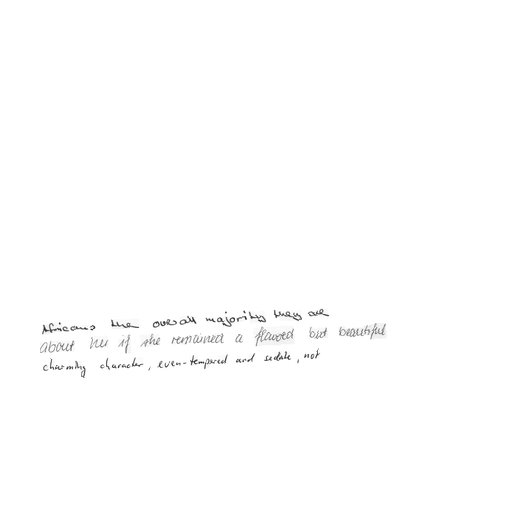 Africans the overall majority they are
about her if she remained a flawed but beautiful
charming character, even-tempered and sedate, not